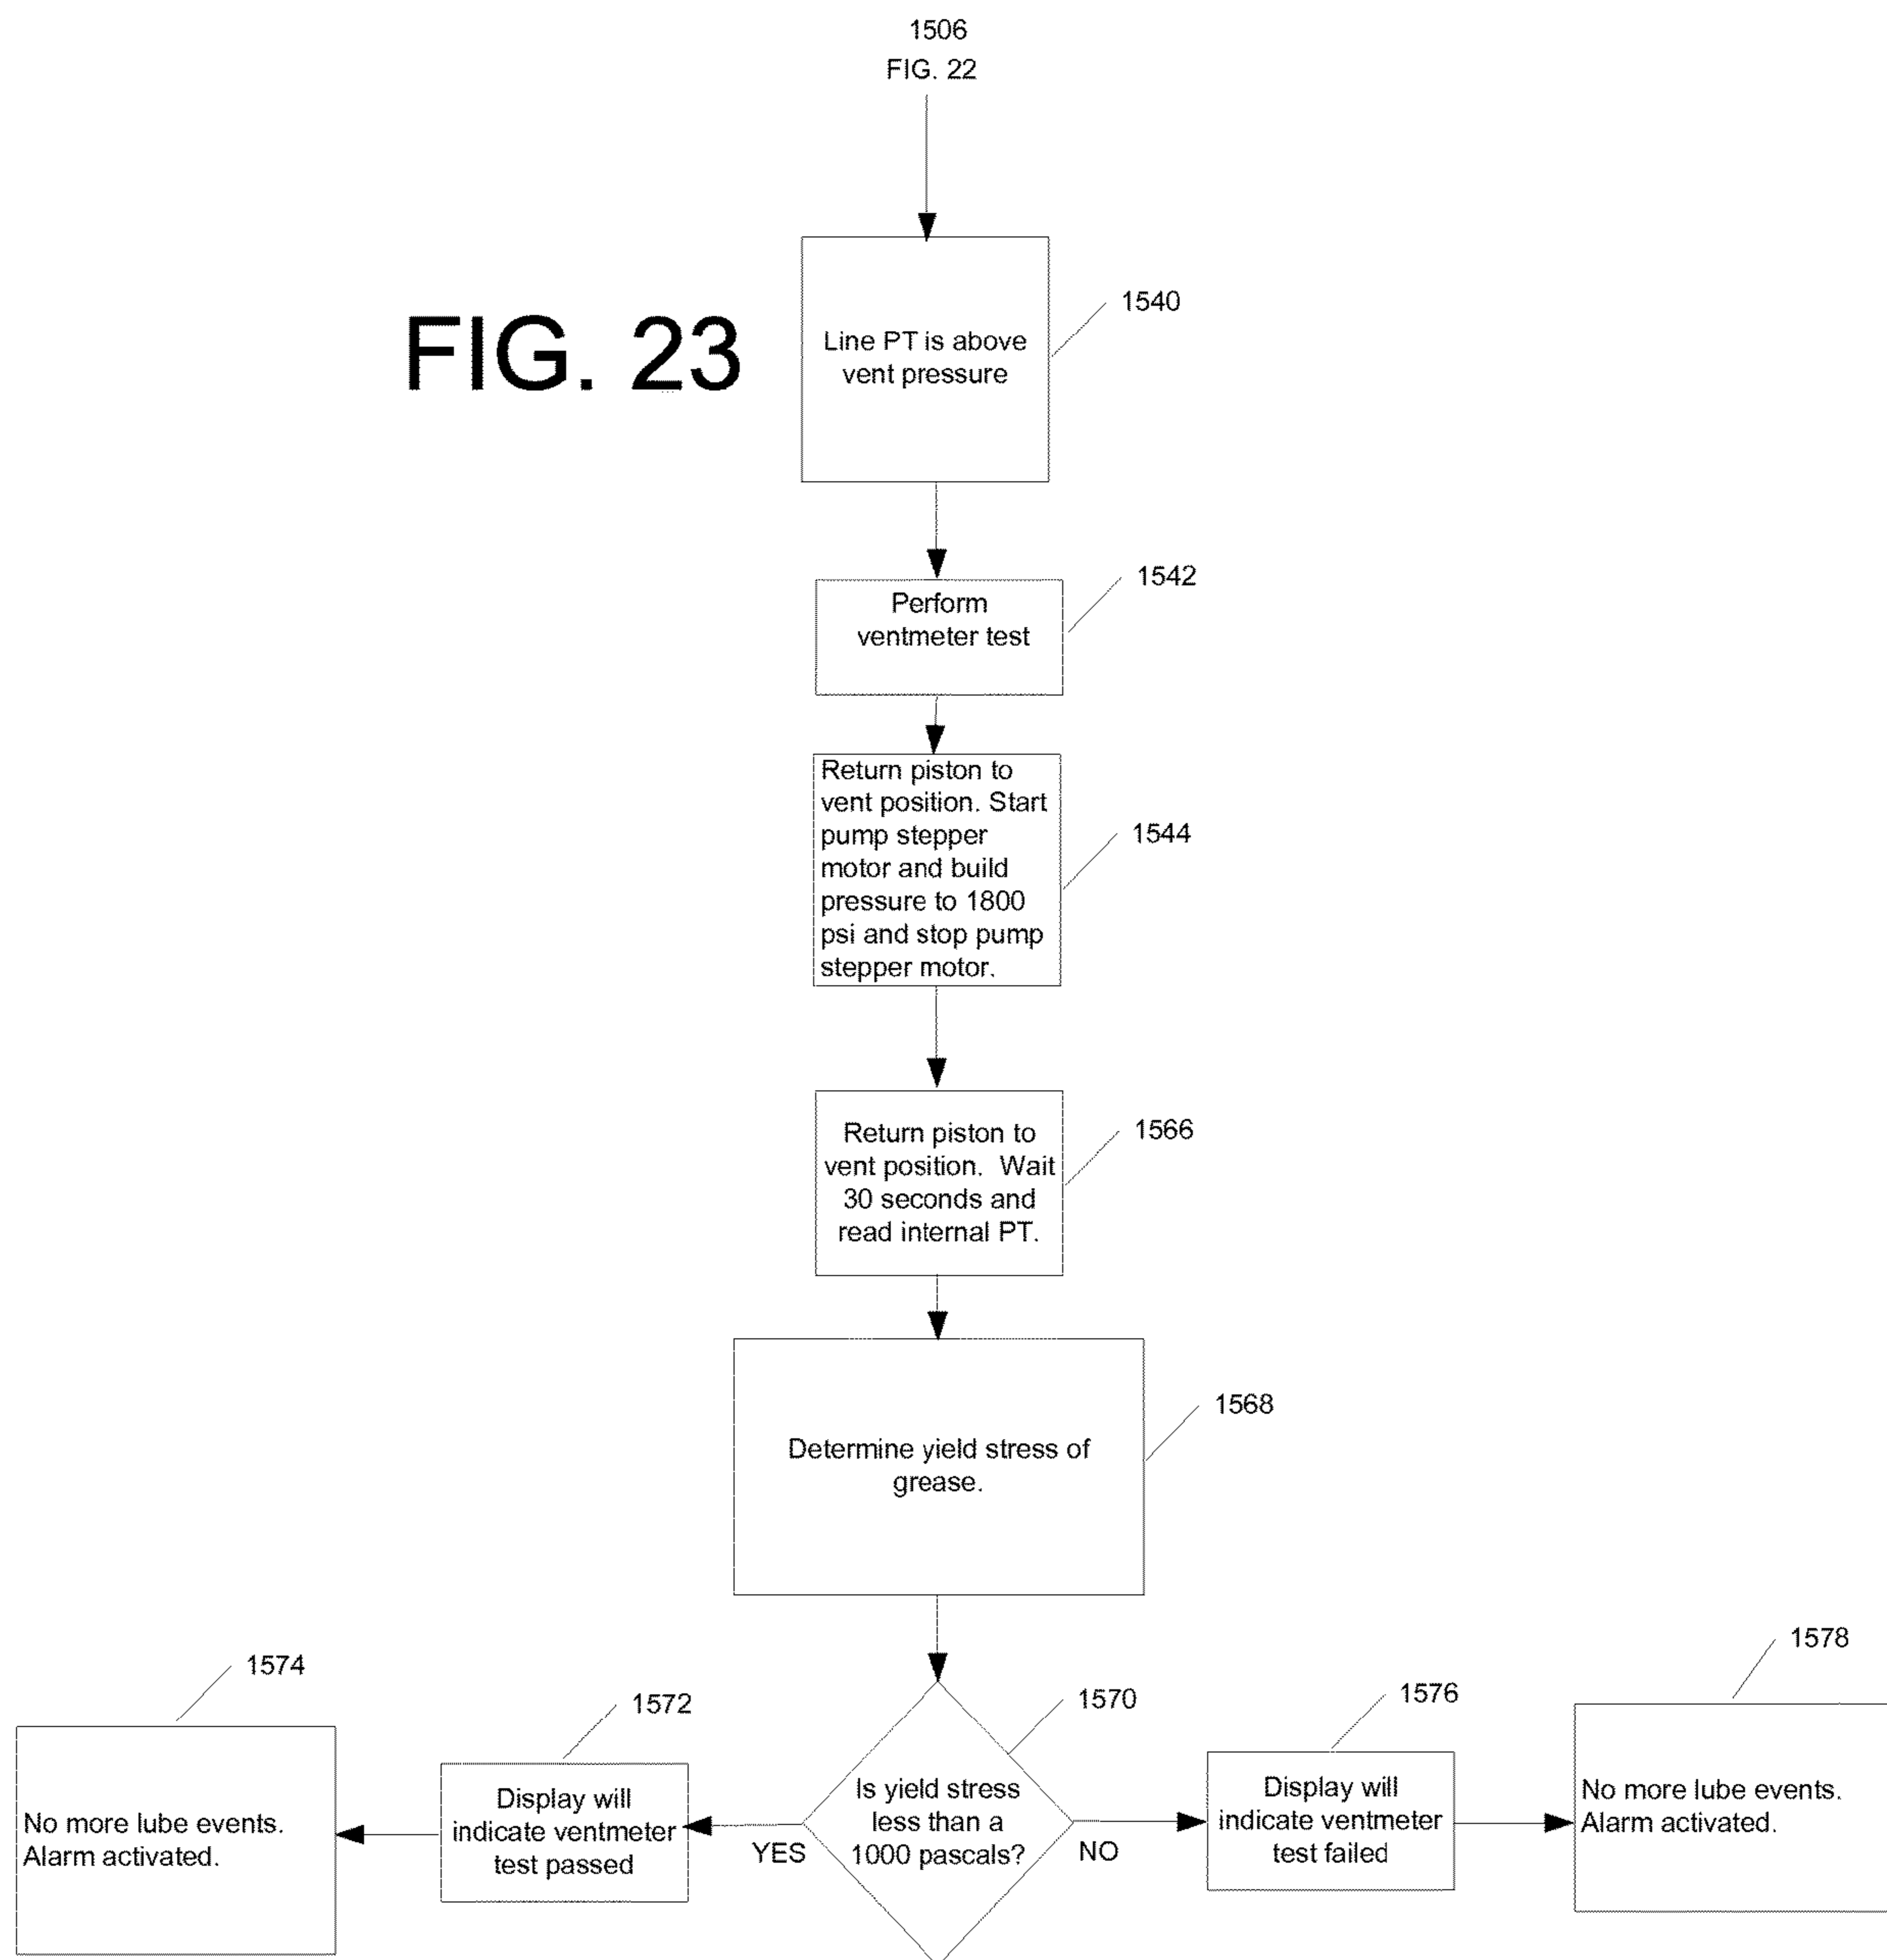 1506
FIG. 22
FIG. 23
Line PT is above
vent pressure
1540
Perform
ventmeter test
1542
Return piston to
vent position. Start
pump stepper
motor and build
pressure to 1800
psi and stop pump
stepper motor.
1544
Return piston to
vent position. Wait
30 seconds and
read internal PT.
1566
Determine yield stress of
grease.
1568
1574
No more lube events.
Alarm activated.
1572
Display will
indicate ventmeter
test passed
YES
1570
Is yield stress
less than a
1000 pascals?
NO
1576
Display will
indicate ventmeter
test failed
1578
No more lube events.
Alarm activated.